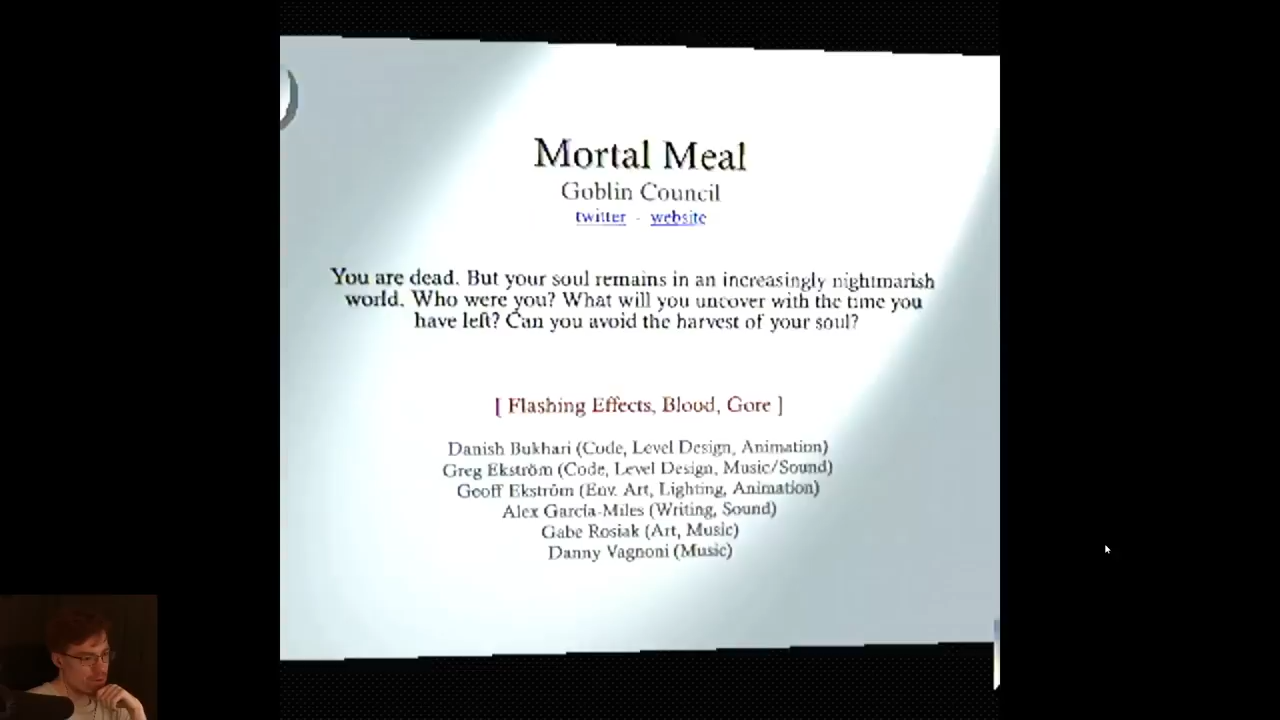 Mortal Meal
Goblin Council
twitter - website
You are dead. But your soul remains in an increasingly nightmarish
world. Who were you? What will you uncover with the time you
have left? Can you avoid the harvest of your soul?
[ Flashing Effects, Blood, Gore ]
Danish Bukhari (Code, Level Design, Animation)
Greg Ekström (Code, Level Design, Music/Sound)
Geoff Ekström (Env. Art, Lighting, Animation)
Alex García-Miles (Writing, Sound)
Gabe Rosiak (Art, Music)
Danny Vagnoni (Music)